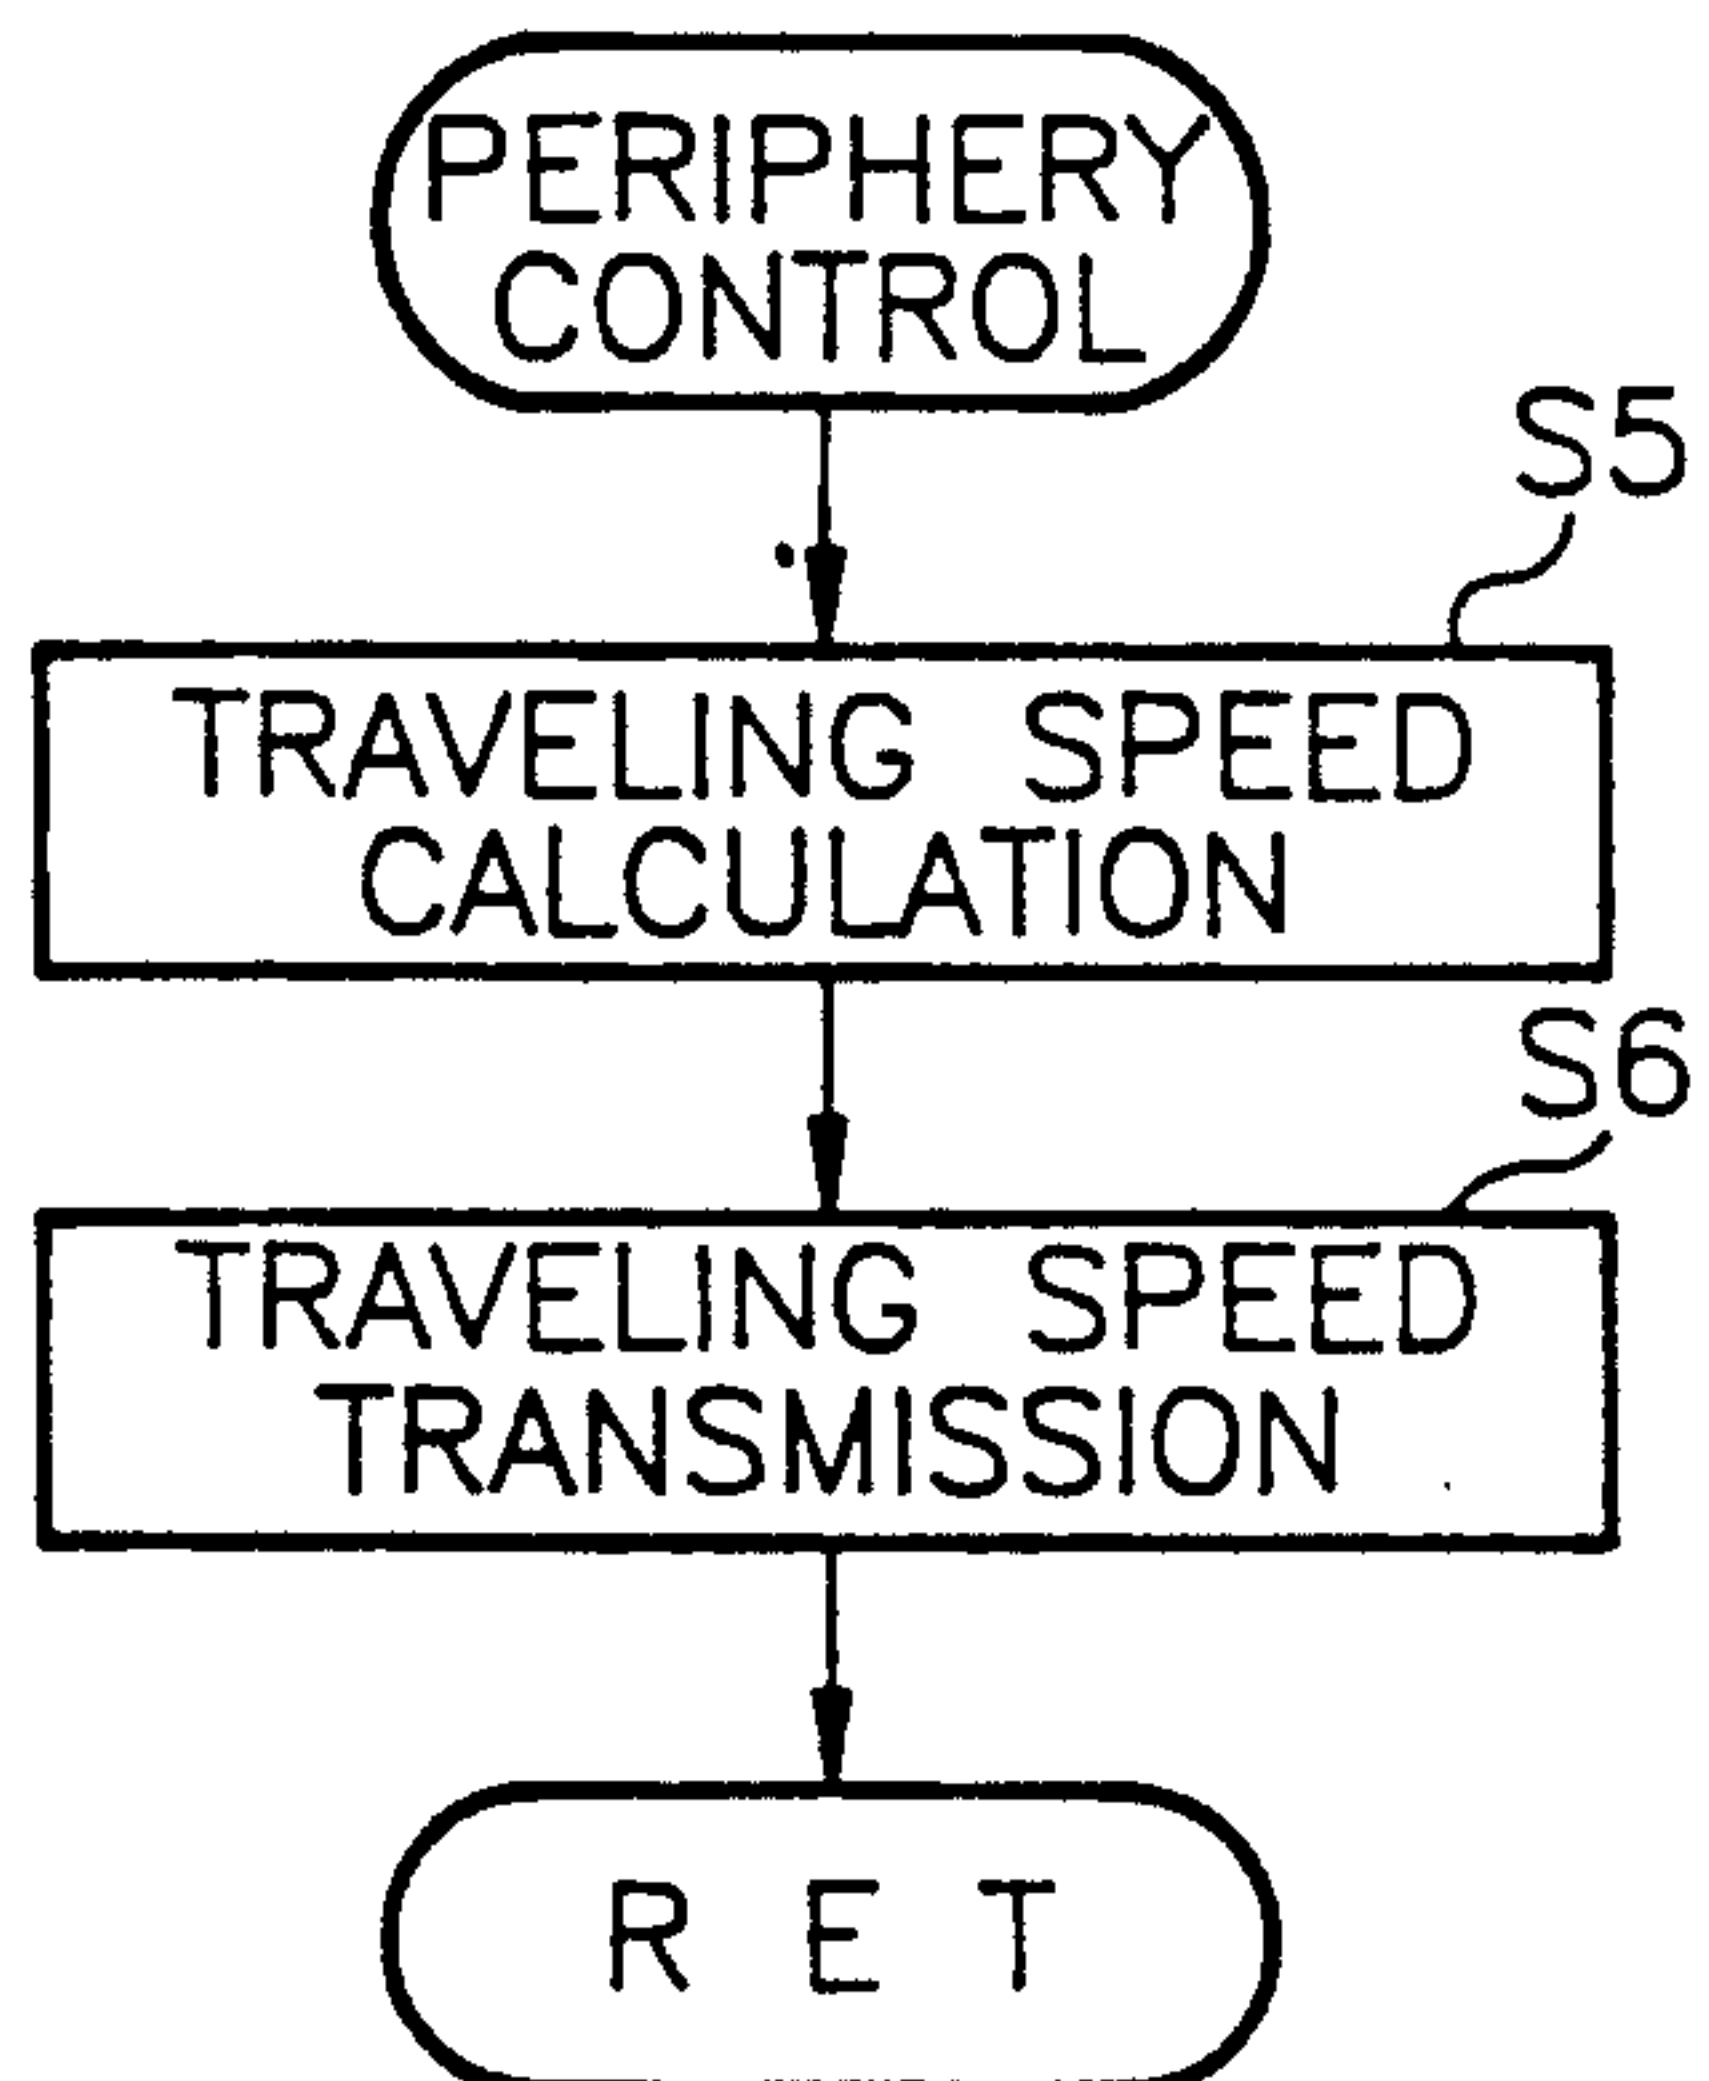 PERIPHERY
CONTROL
S5
TRAVELING SPEED
CALCULATION
S6
TRAVELING SPEED
TRANSMISSION
R E T